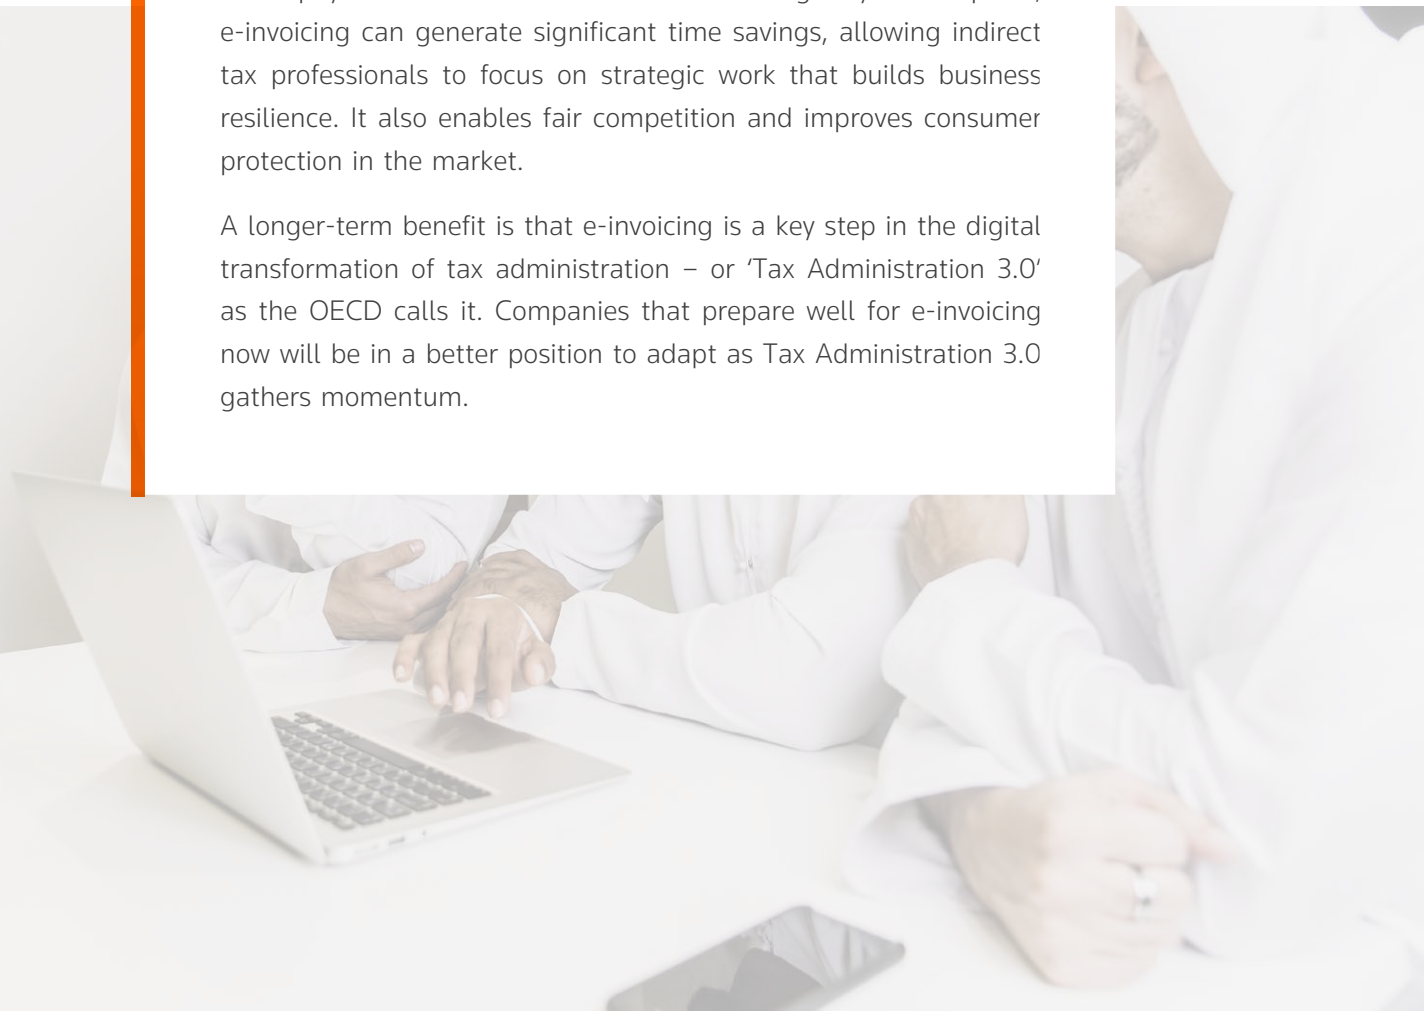 e-invoicing can generate significant time savings, allowing indirect
tax professionals to focus on strategic work that builds business
resilience. It also enables fair competition and improves consumer
protection in the market.
A longer-term benefit is that e-invoicing is a key step in the digital
transformation of tax administration – or ‘Tax Administration 3.0‘
as the OECD calls it. Companies that prepare well for e-invoicing
now will be in a better position to adapt as Tax Administration 3.0
gathers momentum.